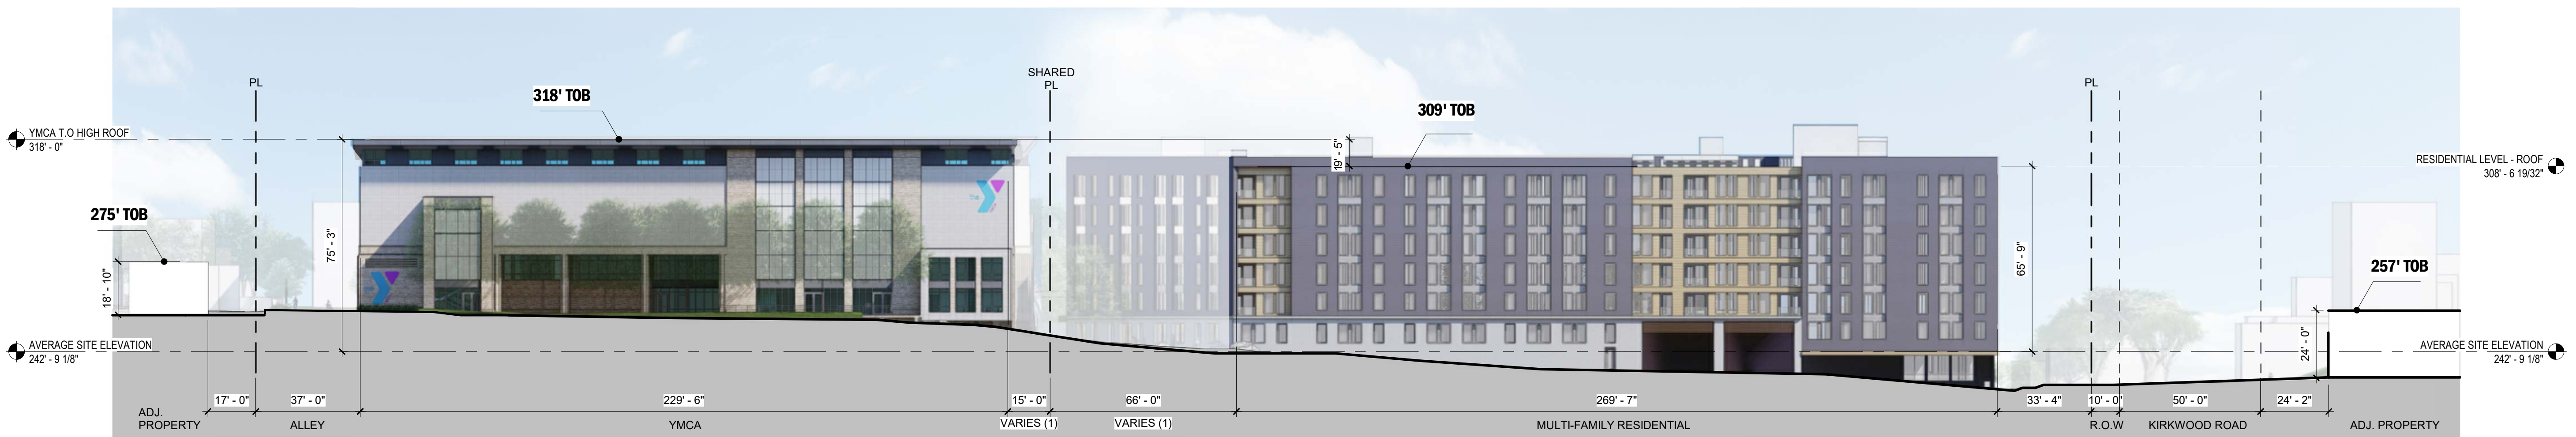 PL
SHARED
PL
PL
318' TOB
309' TOB
YMCA T.O HIGH ROOF
318' - 0"
19' - 5"
RESIDENTIAL LEVEL - ROOF
308' - 6 19/32"
275' TOB
75' - 3"
65' - 9"
257' TOB
18' - 10"
24' - 0"
AVERAGE SITE ELEVATION
242' - 9 1/8"
AVERAGE SITE ELEVATION
242' - 9 1/8"
17' - 0"
37' - 0"
229' - 6"
15' - 0"
66' - 0"
269' - 7"
33' - 4"
10' - 0"
50' - 0"
24' - 2"
ADJ.
PROPERTY
ALLEY
YMCA
VARIES (1)
VARIES (1)
MULTI-FAMILY RESIDENTIAL
R.O.W
KIRKWOOD ROAD
ADJ. PROPERTY